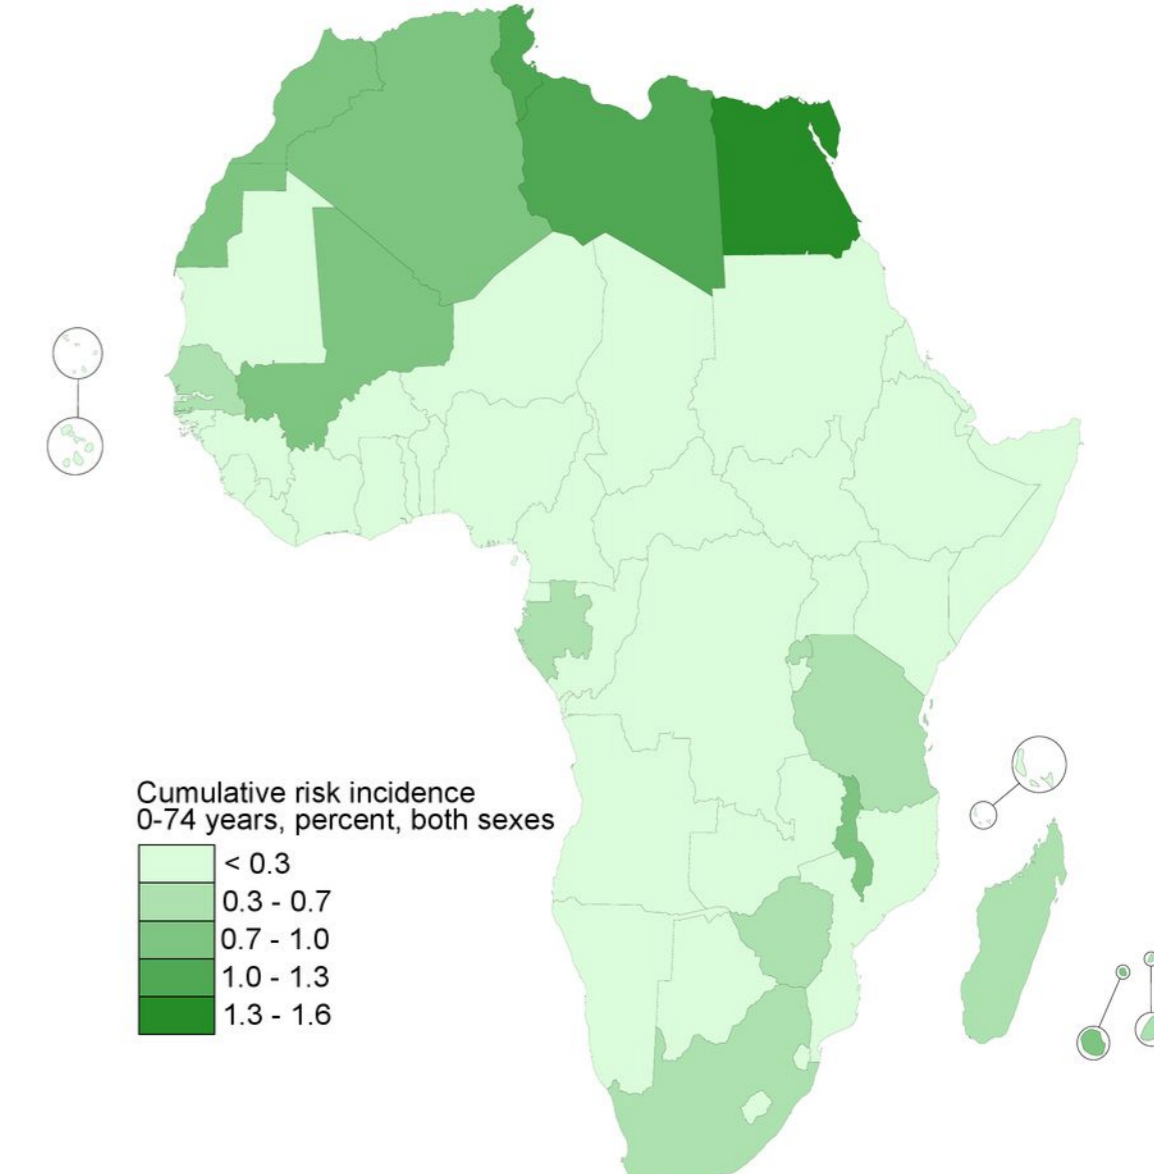 Cumulative risk incidence
0-74 years, percent, both sexes
< 0.3
0.3 - 0.7
0.7 - 1.0
1.0 - 1.3
1.3 - 1.6